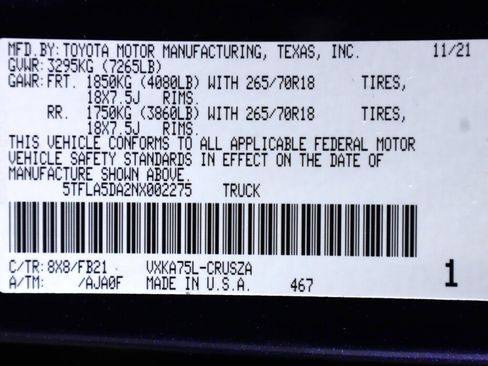 MFD.BY:TOYOTA MOTOR MANUFACTURING, TEXAS, INC. 11/21
GVWR:3295KG (7265LB)
GAWR:FRT. 1850KG (4080LB) WITH 265/70R18 TIRES,
18X7.5J RIMS.
RR. 1750KG (3860LB) WITH 265/70R18 TIRES,
18X7.5J RIMS.
THIS VEHICLE CONFORMS TO ALL APPLICABLE FEDERAL MOTOR
VEHICLE SAFETY STANDARDS IN EFFECT ON THE DATE OF
MANUFACTURE SHOWN ABOVE.
5TFLA5DA2NX002275 TRUCK
C/TR:8X8/FB21 VXKA75L-CRUSZA
A/TM: /AJA0F MADE IN U.S.A. 467 1